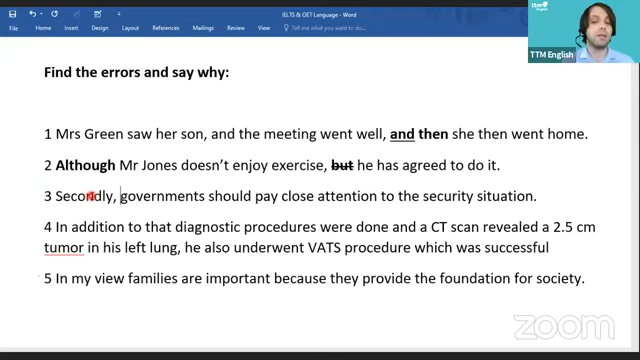 IELTS & OET Language - Word
File Home Insert Design Layout References Mailings Review View Help Tell me what you want to do...
TTM English
Find the errors and say why:
1 Mrs Green saw her son, and the meeting went well, and then she then went home.
2 Although Mr Jones doesn't enjoy exercise, but he has agreed to do it.
3 Secondly, governments should pay close attention to the security situation.
4 In addition to that diagnostic procedures were done and a CT scan revealed a 2.5 cm
tumor in his left lung, he also underwent VATS procedure which was successful
5 In my view families are important because they provide the foundation for society.
zoom